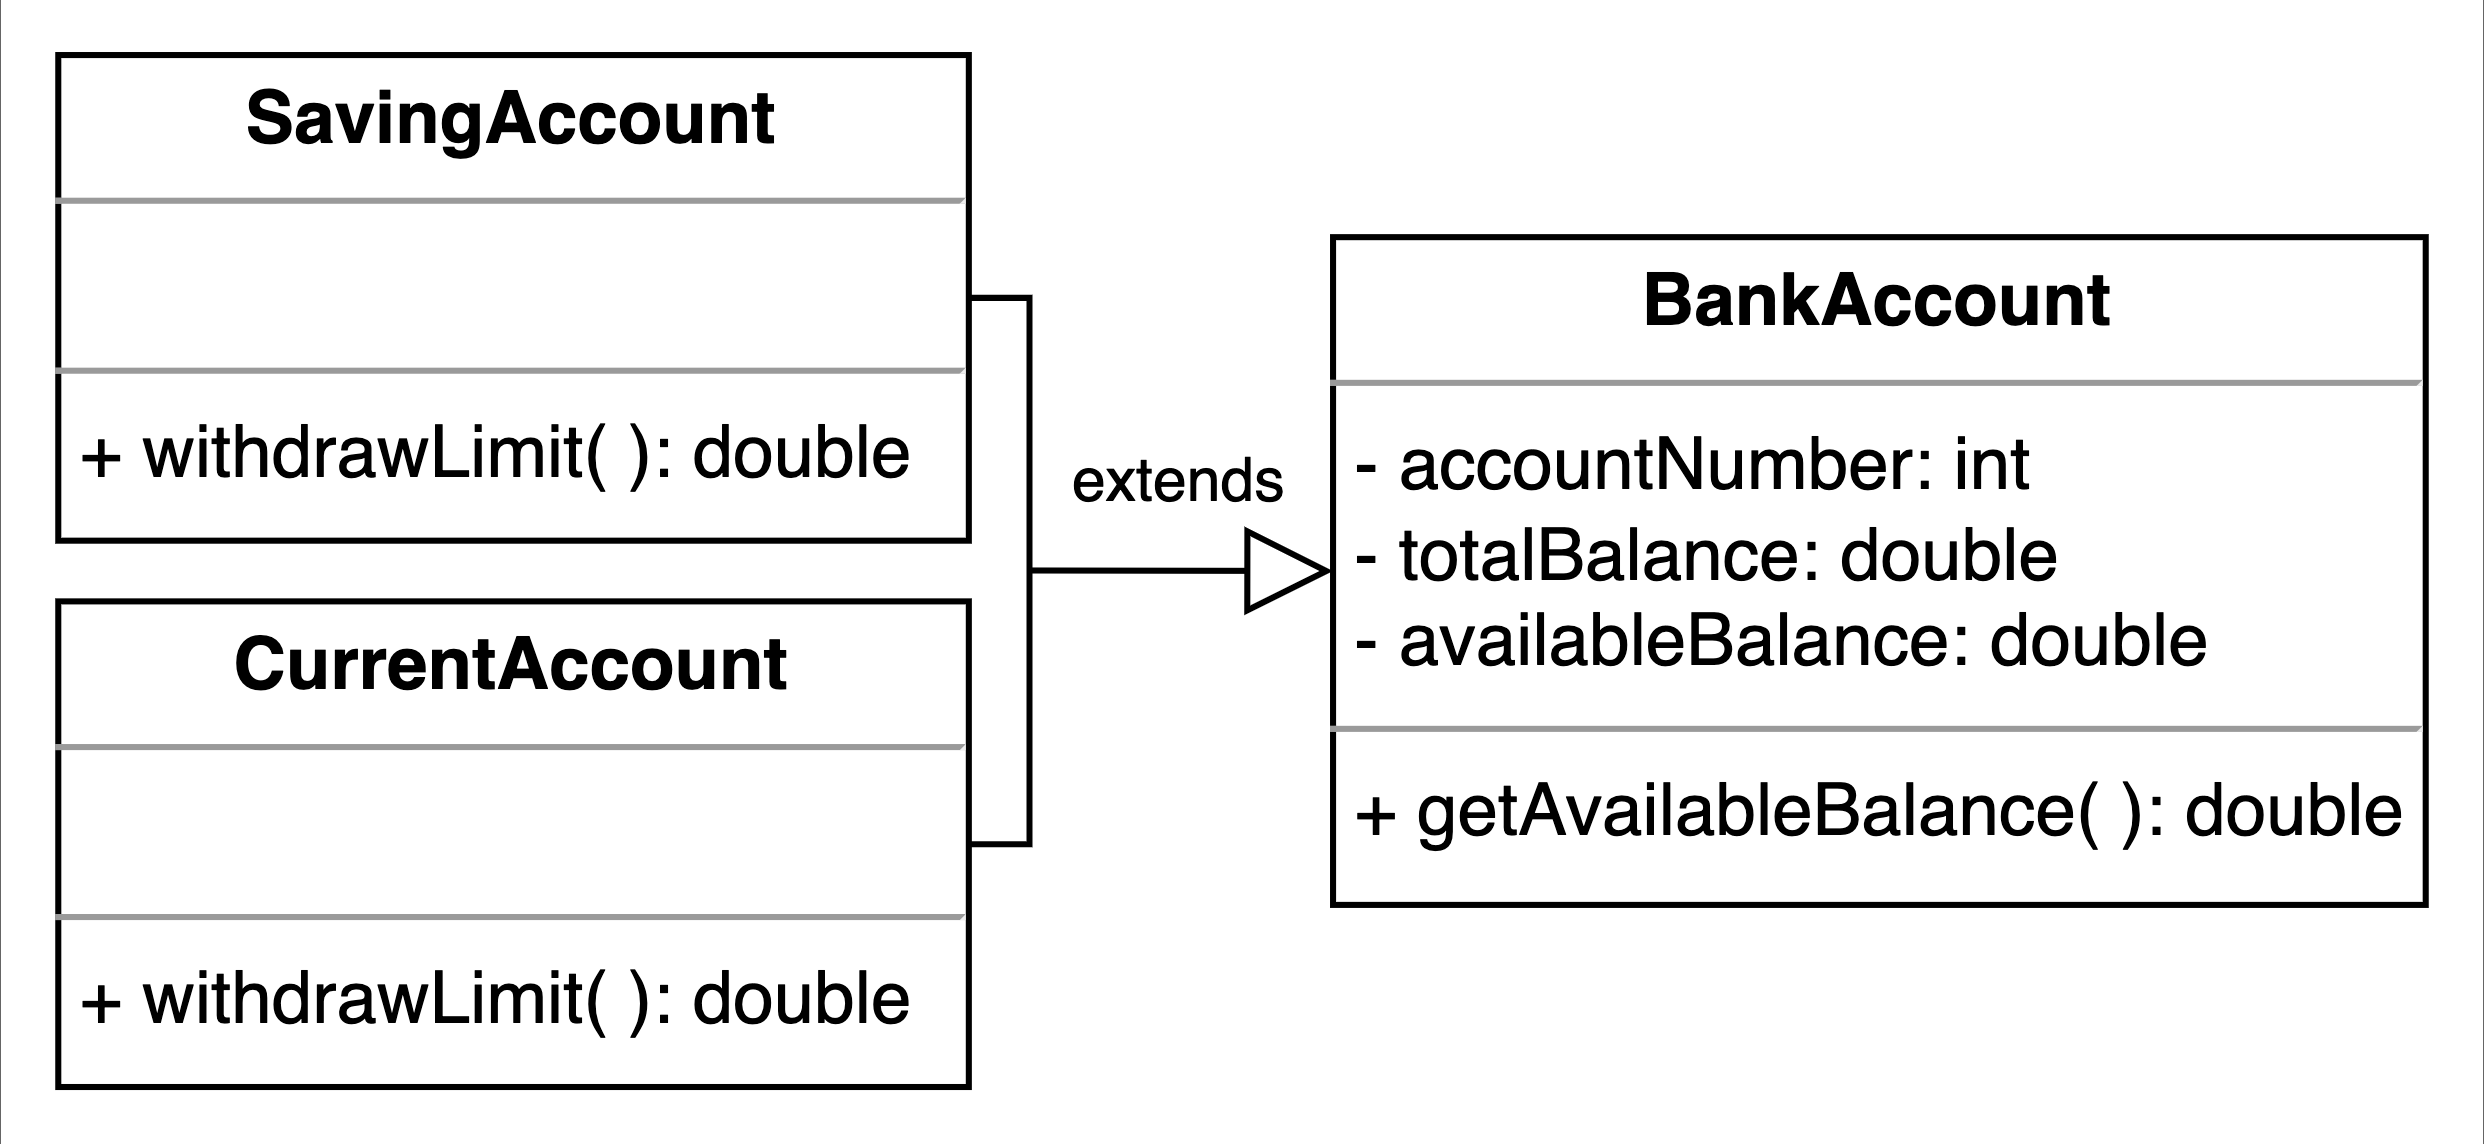 SavingAccount
+ withdrawLimit( ): double
CurrentAccount
+ withdrawLimit( ): double
extends
BankAccount
- accountNumber: int
- totalBalance: double
- availableBalance: double
+ getAvailableBalance( ): double